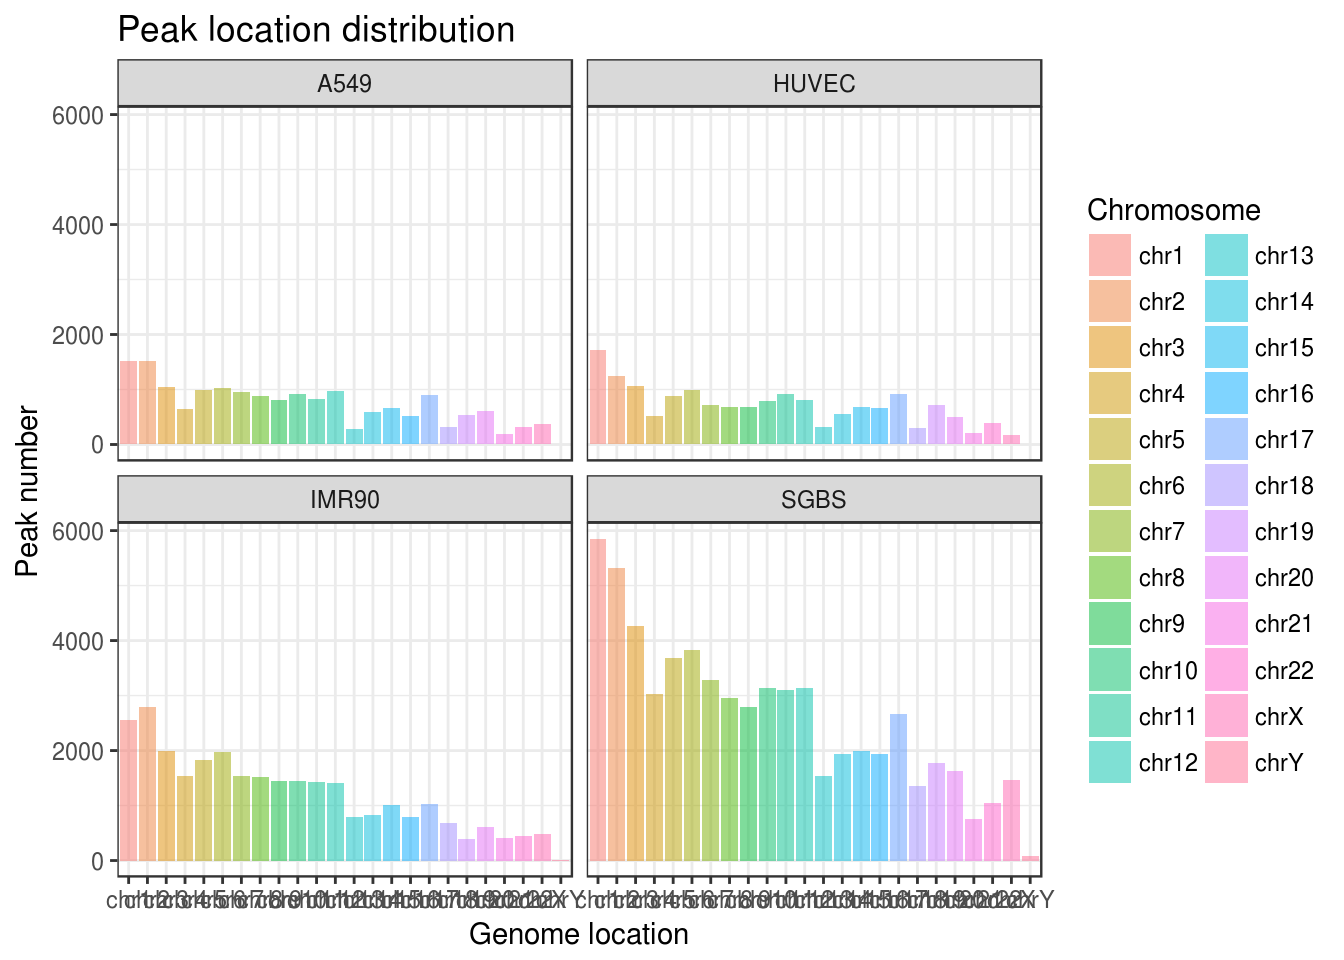 Peak location distribution
A549
HUVEC
6000
4000
2000
0
IMR90
SGBS
6000
4000
2000
0
Peak number
Genome location
Chromosome
chr1 chr13
chr2 chr14
chr3 chr15
chr4 chr16
chr5 chr17
chr6 chr18
chr7 chr19
chr8 chr20
chr9 chr21
chr10 chr22
chr11 chrX
chr12 chrY